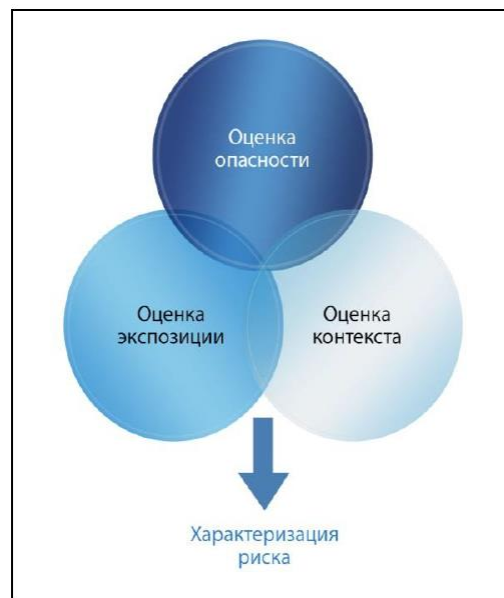 Оценка
опасности
Оценка
экспозиции
Оценка
контекста
Характеризация
риска